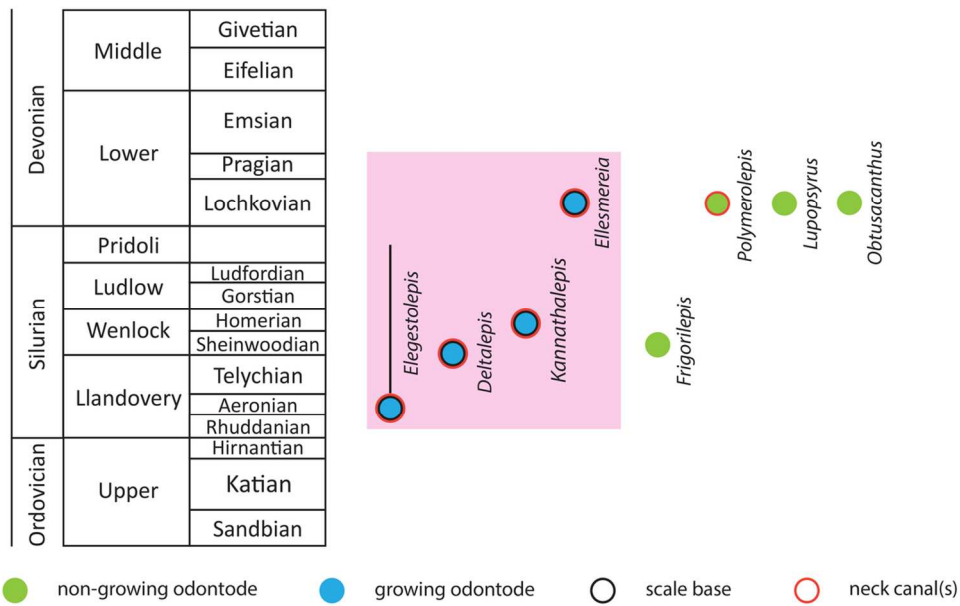 Devonian
Middle
Givetian
Eifelian
Lower
Emsian
Pragian
Lochkovian
Silurian
Pridoli
Ludlow
Ludfordian
Gorstian
Wenlock
Homerian
Sheinwoodian
Llandovery
Telychian
Aeronian
Rhuddanian
Ordovician
Upper
Hirnantian
Katian
Sandbian
Elegestolepis
Deltalepis
Kannathalepis
Ellesmereia
Frigorilepis
Polymerolepis
Lupopsyrus
Obtusacanthus
non-growing odontode
growing odontode
scale base
neck canal(s)